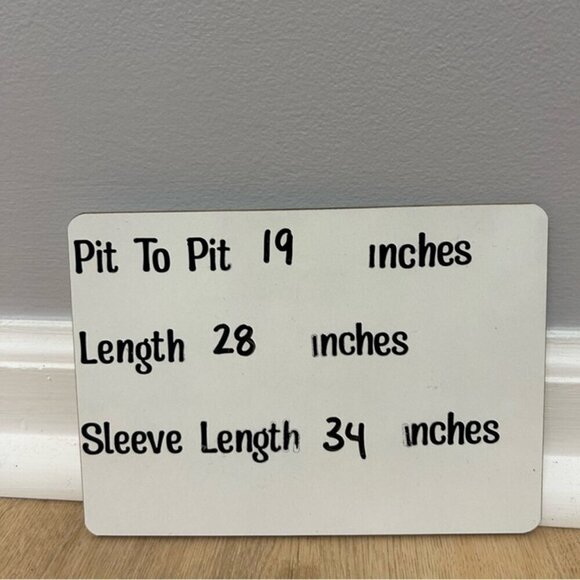 Pit To Pit 19 inches
Length 28 inches
Sleeve Length 34 inches